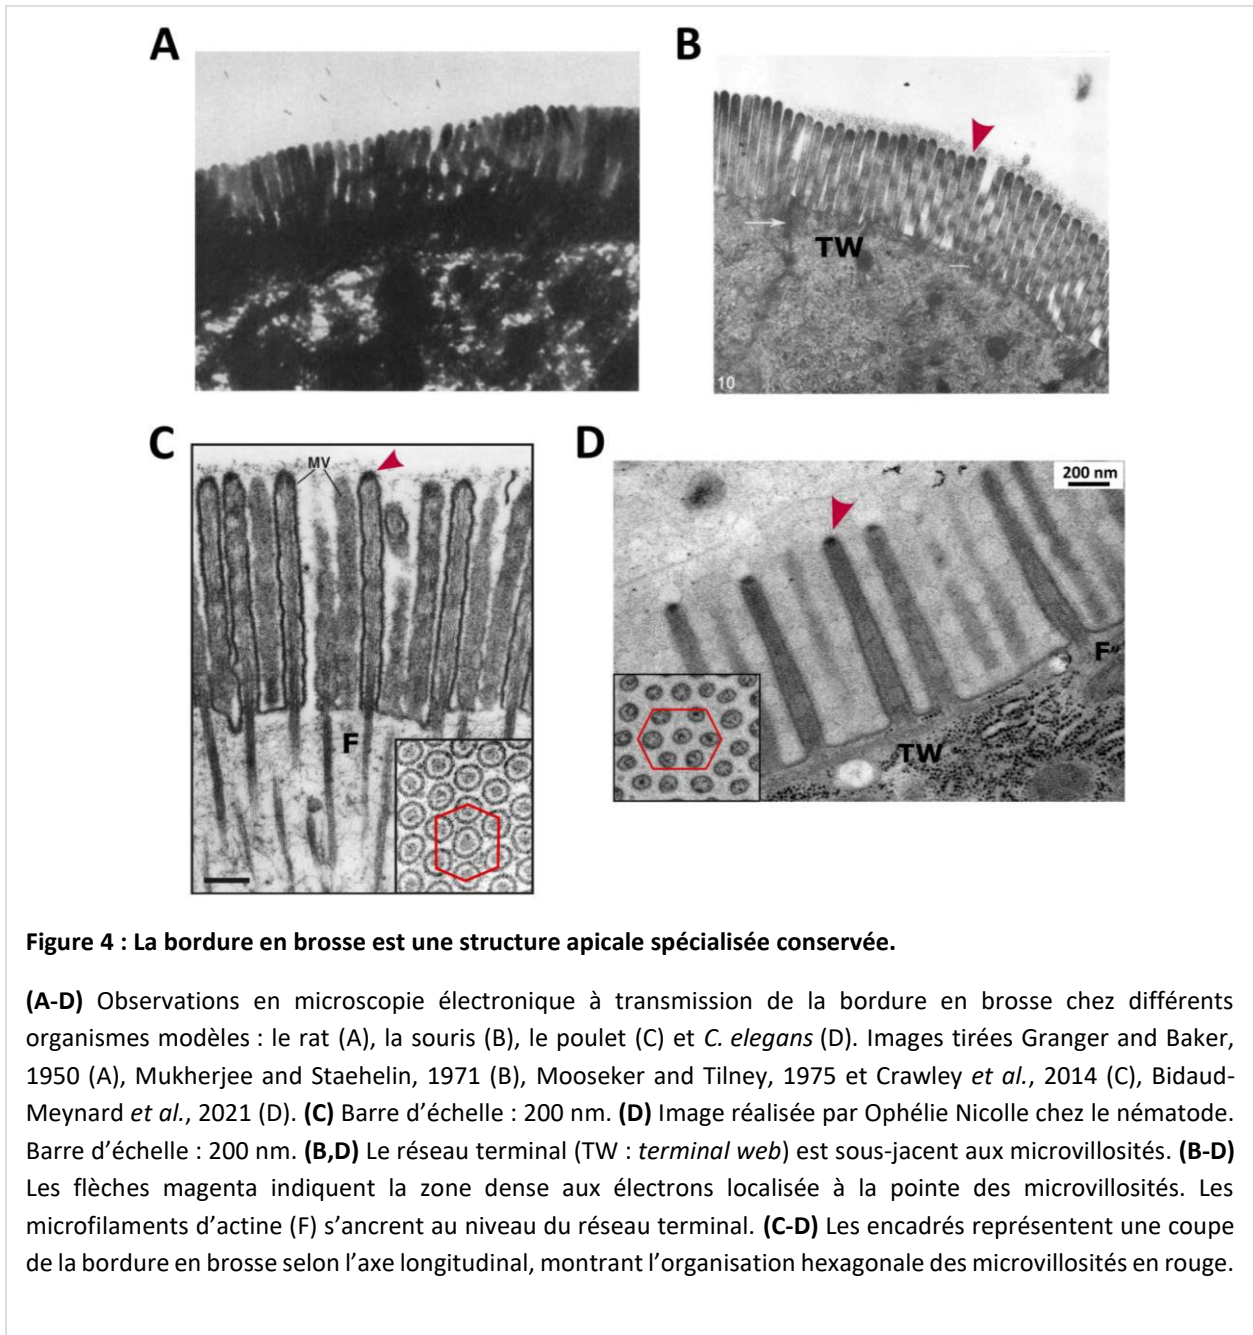 A
B
TW
10
C
D
MV
F
200 nm
F
TW
Figure 4 : La bordure en brosse est une structure apicale spécialisée conservée.
(A-D) Observations en microscopie électronique à transmission de la bordure en brosse chez différents
organismes modèles : le rat (A), la souris (B), le poulet (C) et C. elegans (D). Images tirées Granger and Baker,
1950 (A), Mukherjee and Staehelin, 1971 (B), Mooseker and Tilney, 1975 et Crawley et al., 2014 (C), Bidaud-
Meynard et al., 2021 (D). (C) Barre d’échelle : 200 nm. (D) Image réalisée par Ophélie Nicolle chez le nématode.
Barre d’échelle : 200 nm. (B,D) Le réseau terminal (TW : terminal web) est sous-jacent aux microvillosités. (B-D)
Les flèches magenta indiquent la zone dense aux électrons localisée à la pointe des microvillosités. Les
microfilaments d’actine (F) s’ancrent au niveau du réseau terminal. (C-D) Les encadrés représentent une coupe
de la bordure en brosse selon l’axe longitudinal, montrant l’organisation hexagonale des microvillosités en rouge.